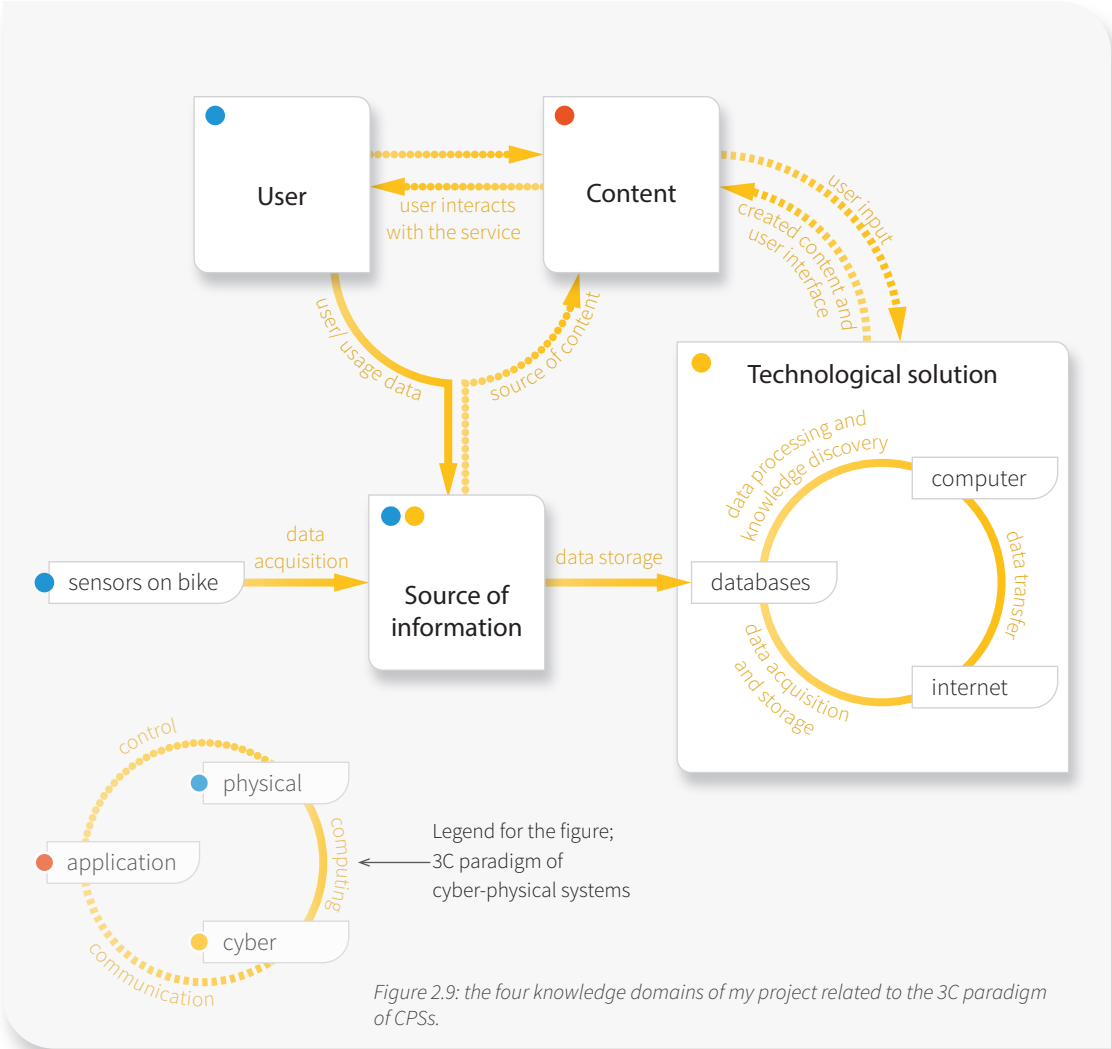 User
Content
user interacts
with the service
user input
created content and
user interface
user/ usage data
source of content
Technological solution
data processing and
knowledge discovery
computer
data transfer
databases
data acquisition
and storage
internet
data
acquisition
sensors on bike
Source of
information
data storage
control
physical
application
computing
cyber
communication
Legend for the figure;
3C paradigm of
cyber-physical systems
Figure 2.9: the four knowledge domains of my project related to the 3C paradigm
of CPSs.